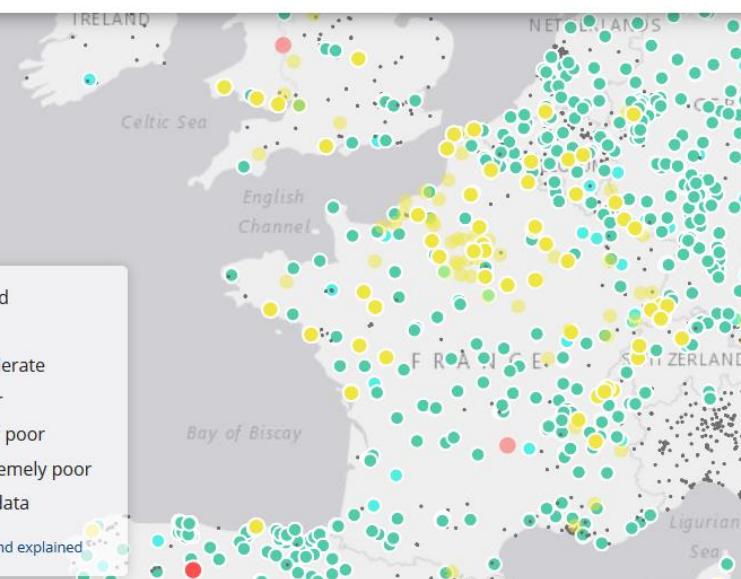 IRELAND
NETHERLANDS
Celtic Sea
English
Channel
d
erate
r
poor
emely poor
data
nd explained
FRANCE
SWITZERLAND
Bay of Biscay
Ligurian
Sea